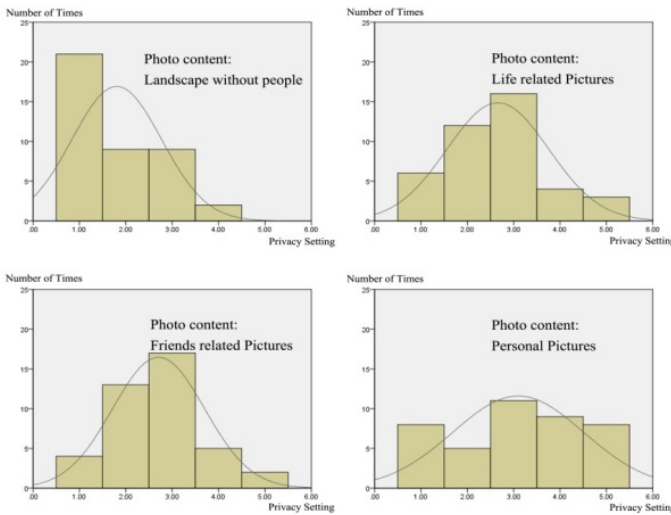 Number of Times
25
20
15
10
5
0
Photo content:
Landscape without people
.00 1.00 2.00 3.00 4.00 5.00 6.00
Privacy Setting
Number of Times
25
20
15
10
5
0
Photo content:
Life related Pictures
.00 1.00 2.00 3.00 4.00 5.00 6.00
Privacy Setting
Number of Times
25
20
15
10
5
0
Photo content:
Friends related Pictures
.00 1.00 2.00 3.00 4.00 5.00 6.00
Privacy Setting
Number of Times
25
20
15
10
5
0
Photo content:
Personal Pictures
.00 1.00 2.00 3.00 4.00 5.00 6.00
Privacy Setting